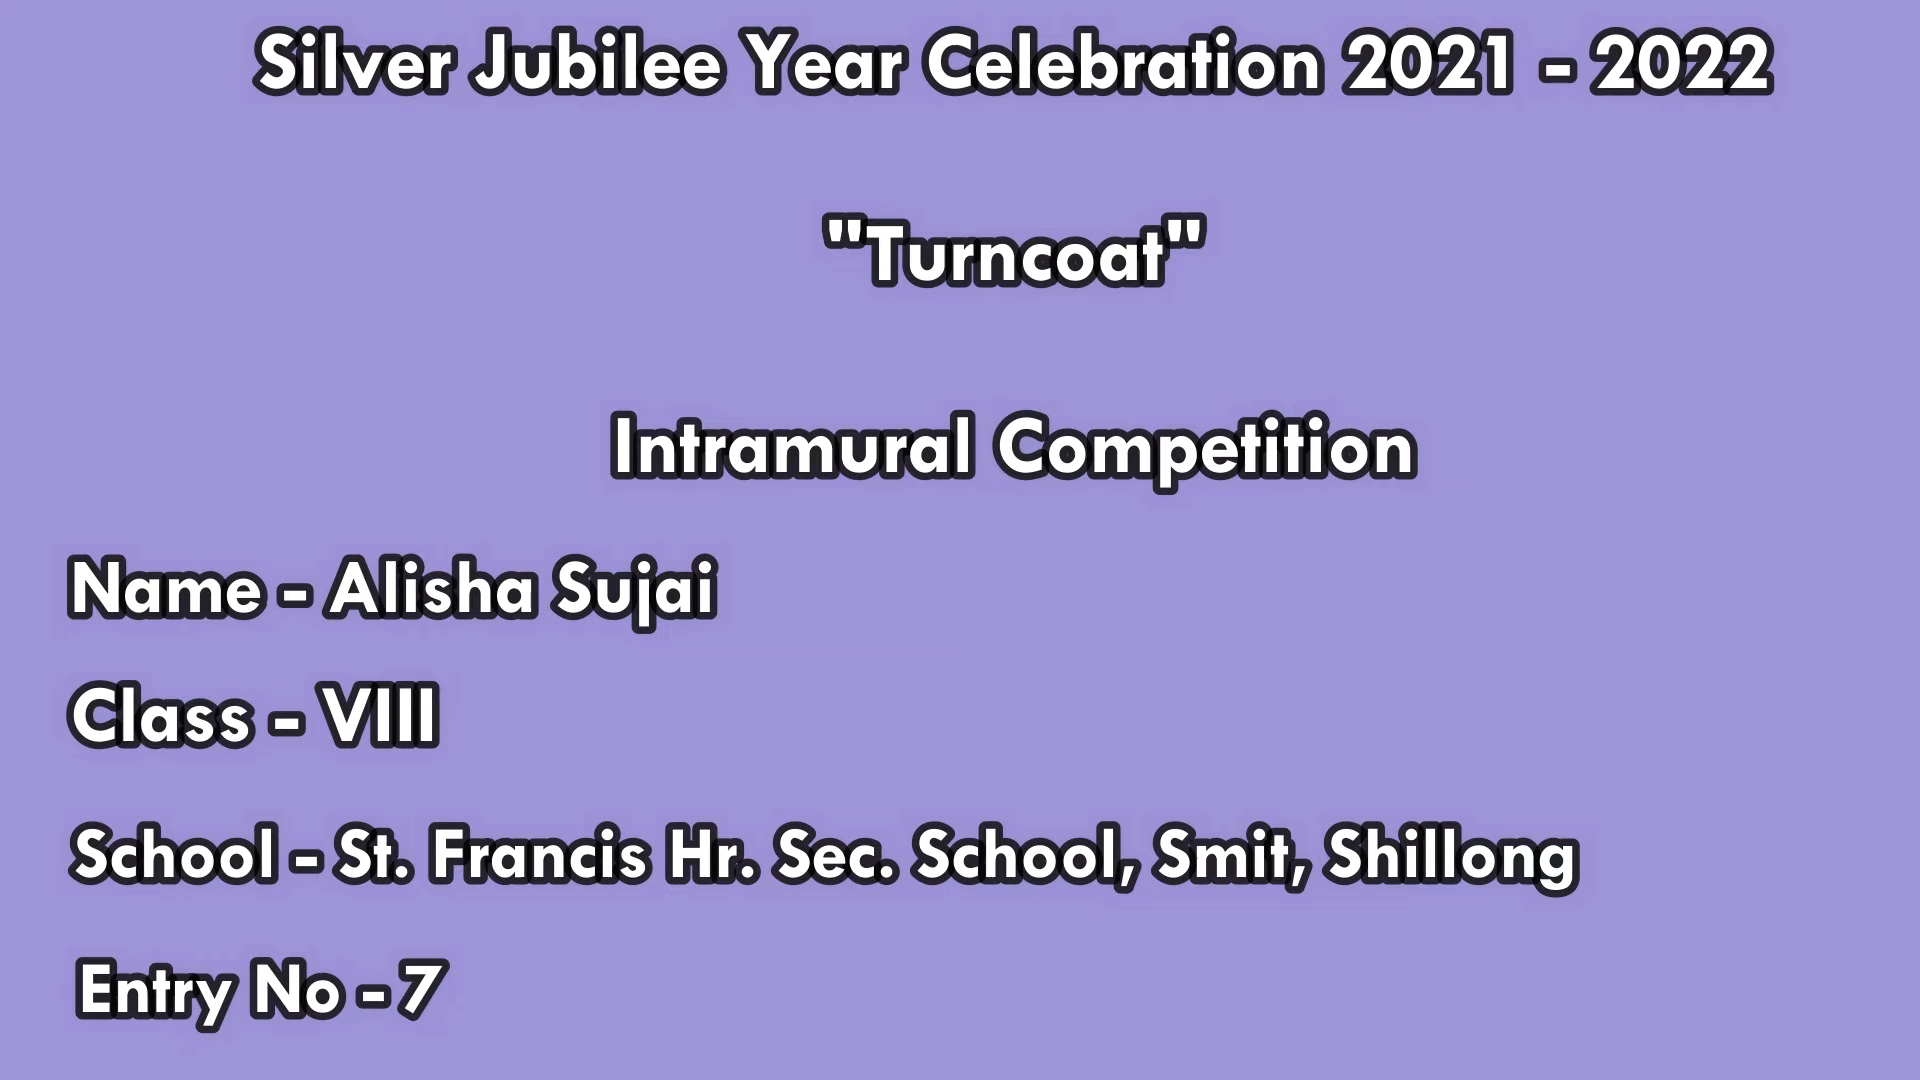 Silver Jubilee Year Celebration 2021 - 2022
"Turncoat"
Intramural Competition
Name - Alisha Sujai
Class - VIII
School - St. Francis Hr. Sec. School, Smit, Shillong
Entry No - 7